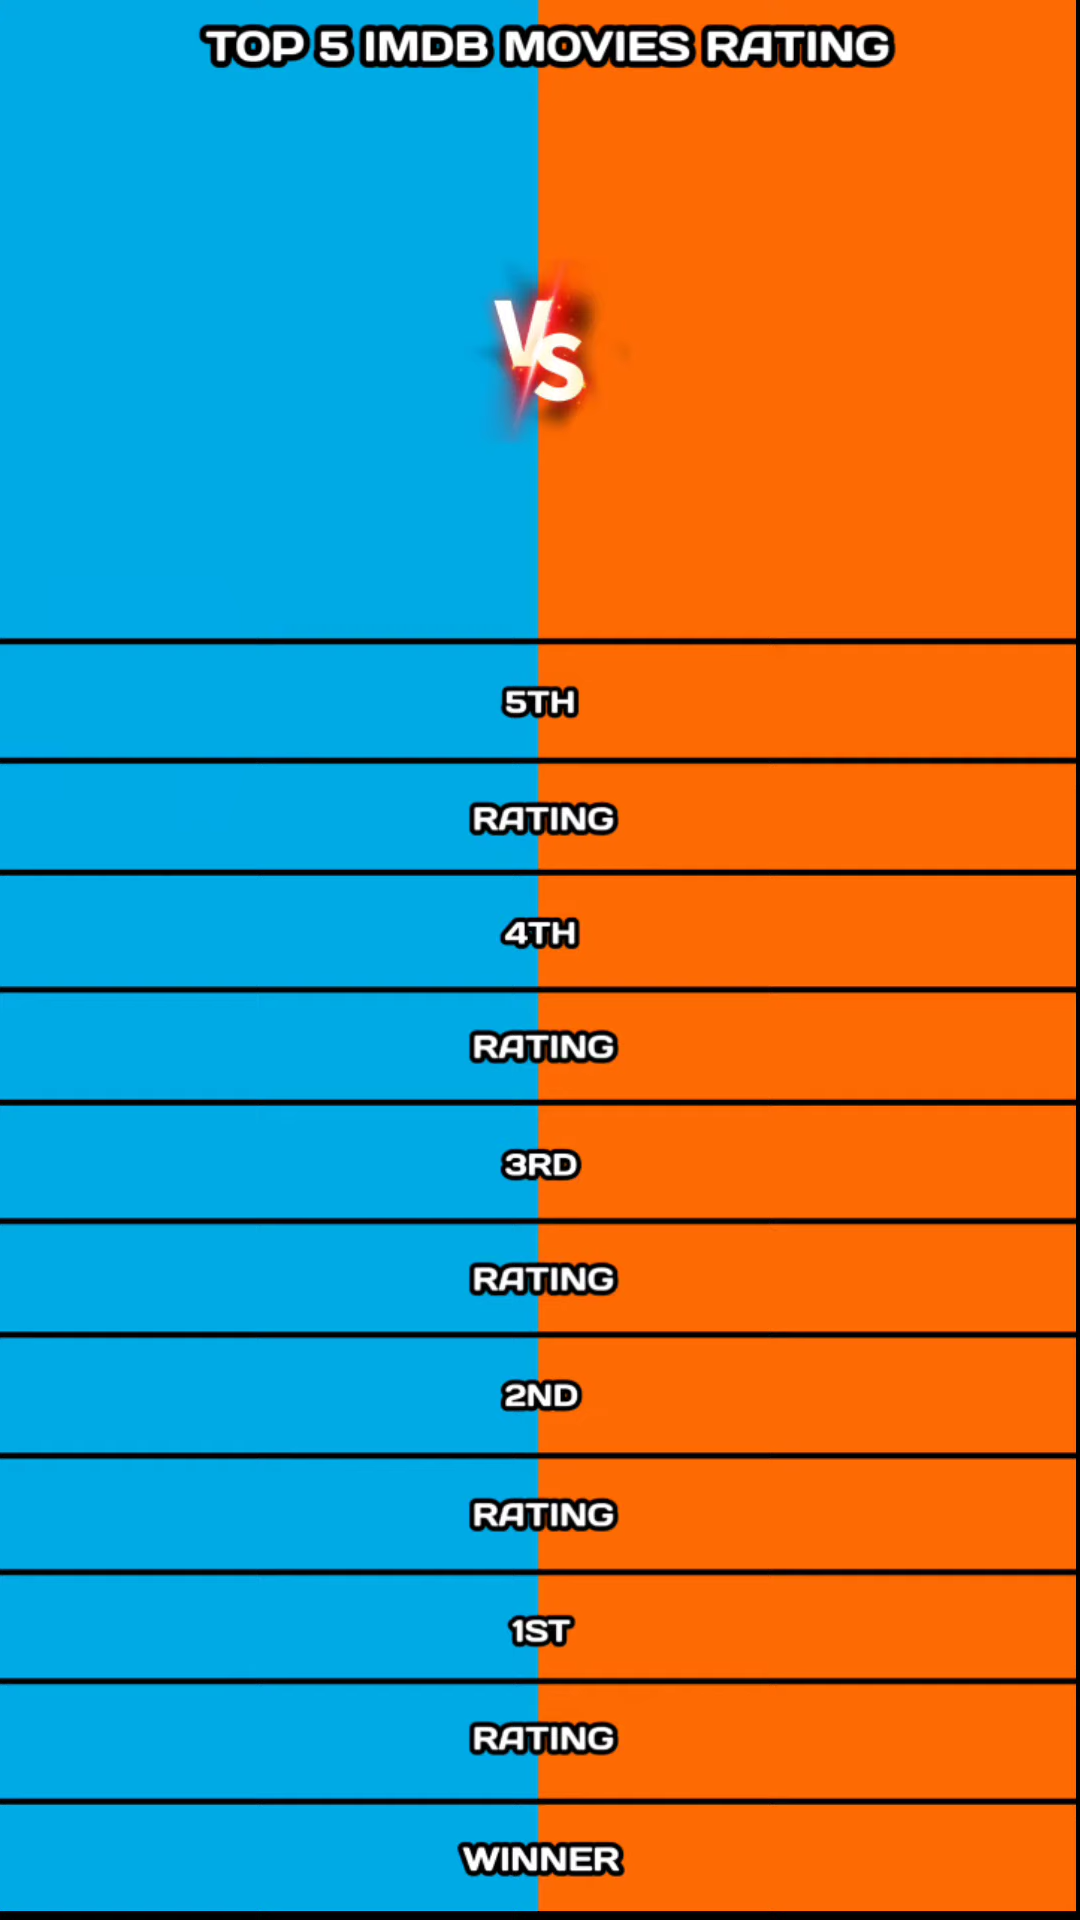 TOP 5 IMDB MOVIES RATING
VS
5TH
RATING
4TH
RATING
3RD
RATING
2ND
RATING
1ST
RATING
WINNER